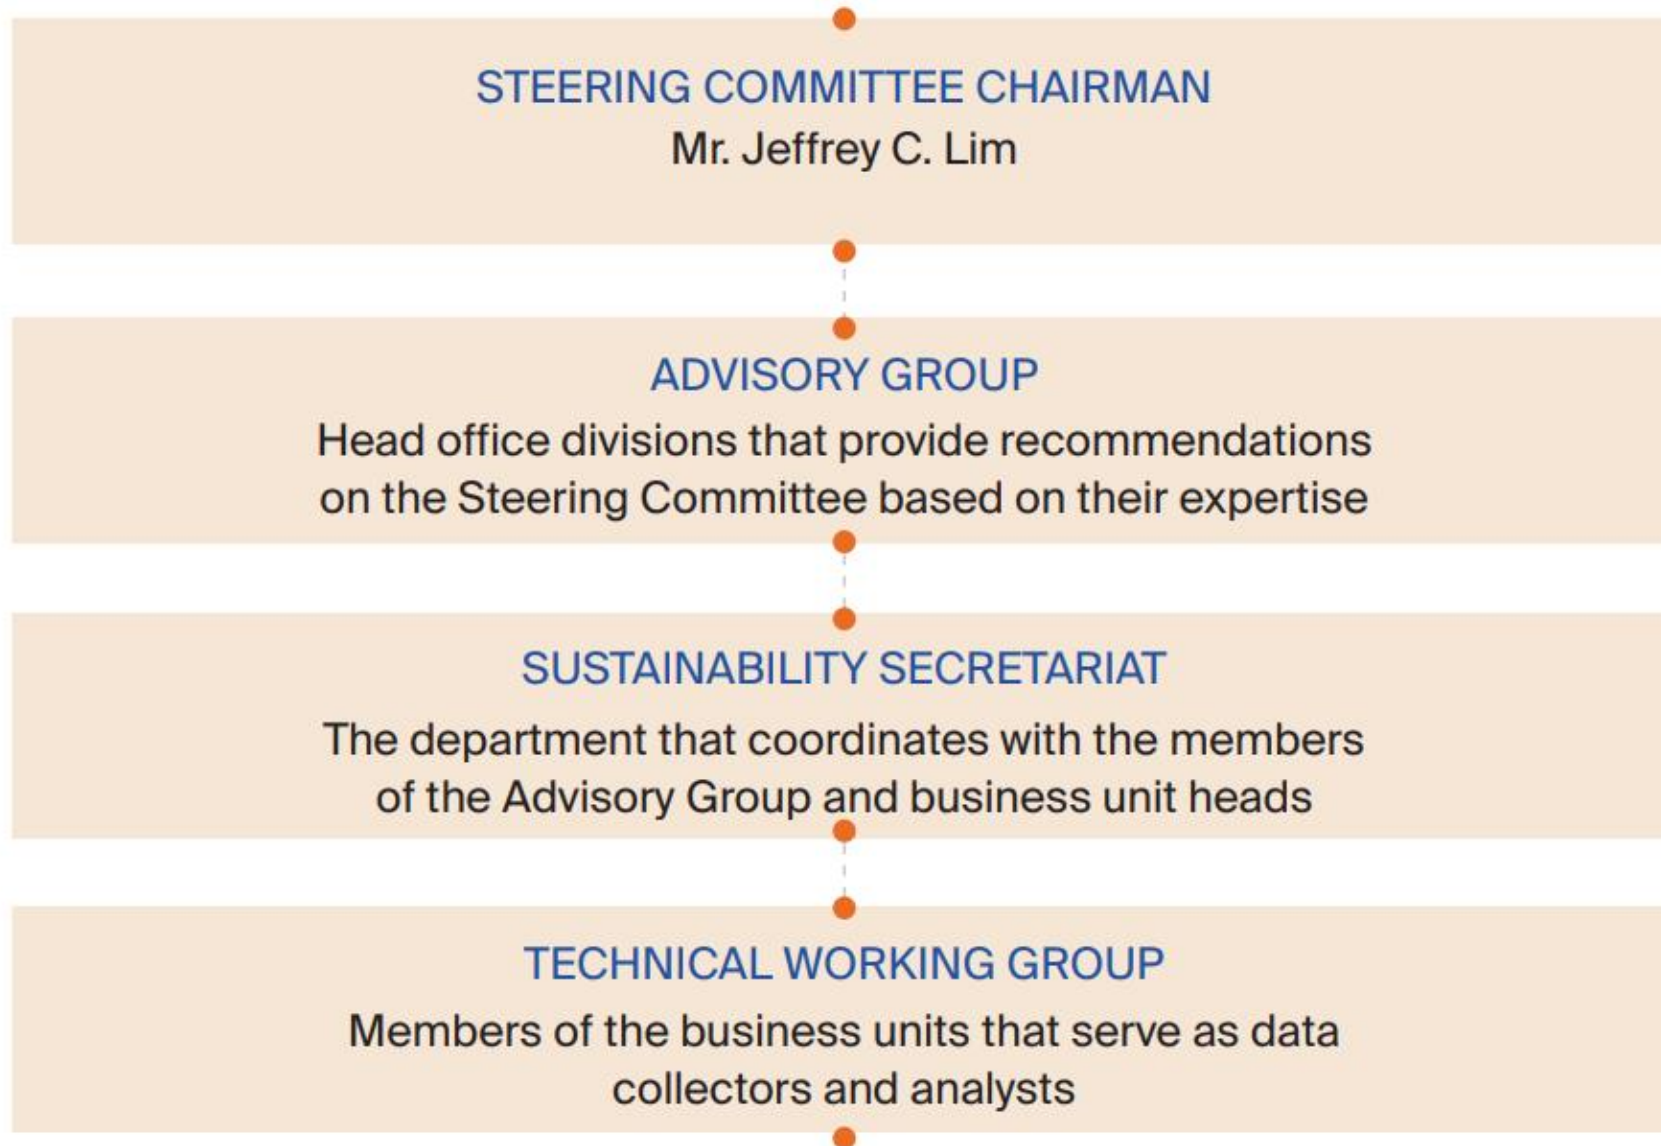 STEERING COMMITTEE CHAIRMAN
Mr. Jeffrey C. Lim
ADVISORY GROUP
Head office divisions that provide recommendations
on the Steering Committee based on their expertise
SUSTAINABILITY SECRETARIAT
The department that coordinates with the members
of the Advisory Group and business unit heads
TECHNICAL WORKING GROUP
Members of the business units that serve as data
collectors and analysts